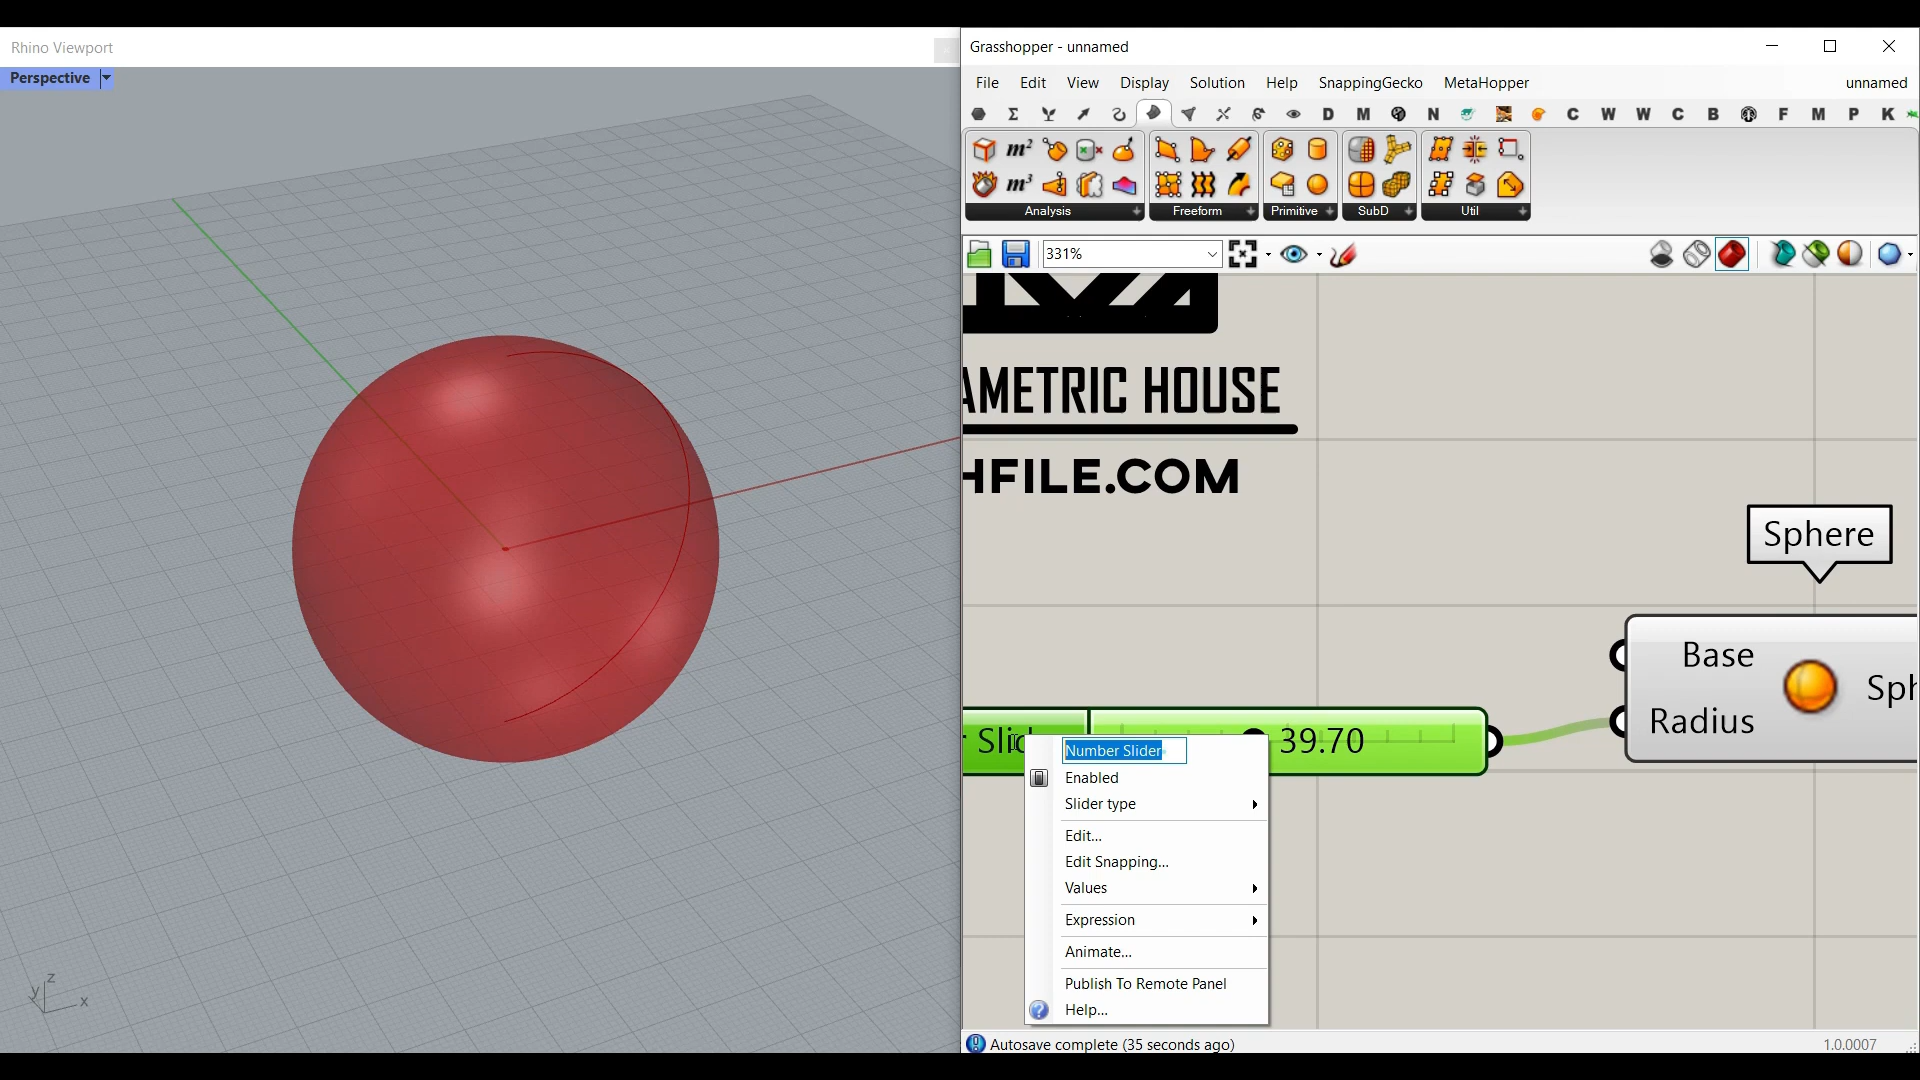 Rhino Viewport
Perspective
z
y
x
Grasshopper - unnamed
File Edit View Display Solution Help SnappingGecko MetaHopper unnamed
D M N C W W C B F M P K
m²
m³
Analysis Freeform Primitive SubD Util
331%
AMETRIC HOUSE
HFILE.COM
Sphere
Base
Radius
Sph
Slid
39.70
Number Slider
Enabled
Slider type
Edit...
Edit Snapping...
Values
Expression
Animate...
Publish To Remote Panel
Help...
Autosave complete (35 seconds ago)
1.0.0007